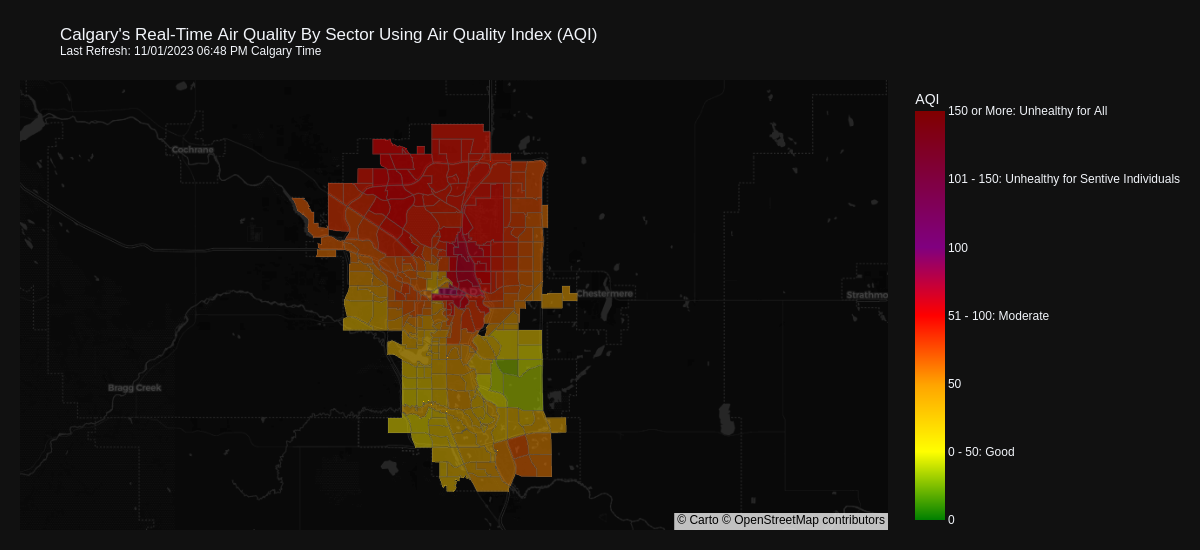 Calgary's Real-Time Air Quality By Sector Using Air Quality Index (AQI)
Last Refresh: 11/01/2023 06:48 PM Calgary Time
AQI
150 or More: Unhealthy for All
Cochrane
101 - 150: Unhealthy for Sentive Individuals
100
Chestermere
Strathmo
51 - 100: Moderate
50
Bragg Creek
0 - 50: Good
0
© Carto © OpenStreetMap contributors